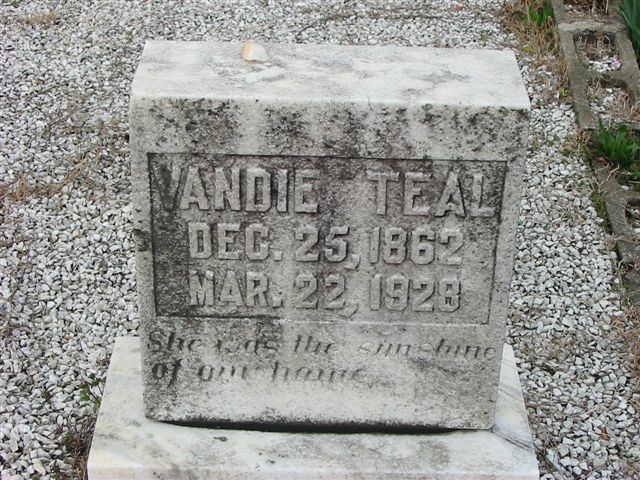 VANDIE TEAL
DEC. 25, 1862
MAR. 22, 1928
She was the sunshine
of our home.